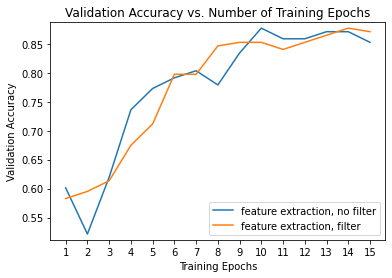 Validation Accuracy vs. Number of Training Epochs
Validation Accuracy
0.85
0.80
0.75
0.70
0.65
0.60
0.55
feature extraction, no filter
feature extraction, filter
1 2 3 4 5 6 7 8 9 10 11 12 13 14 15
Training Epochs